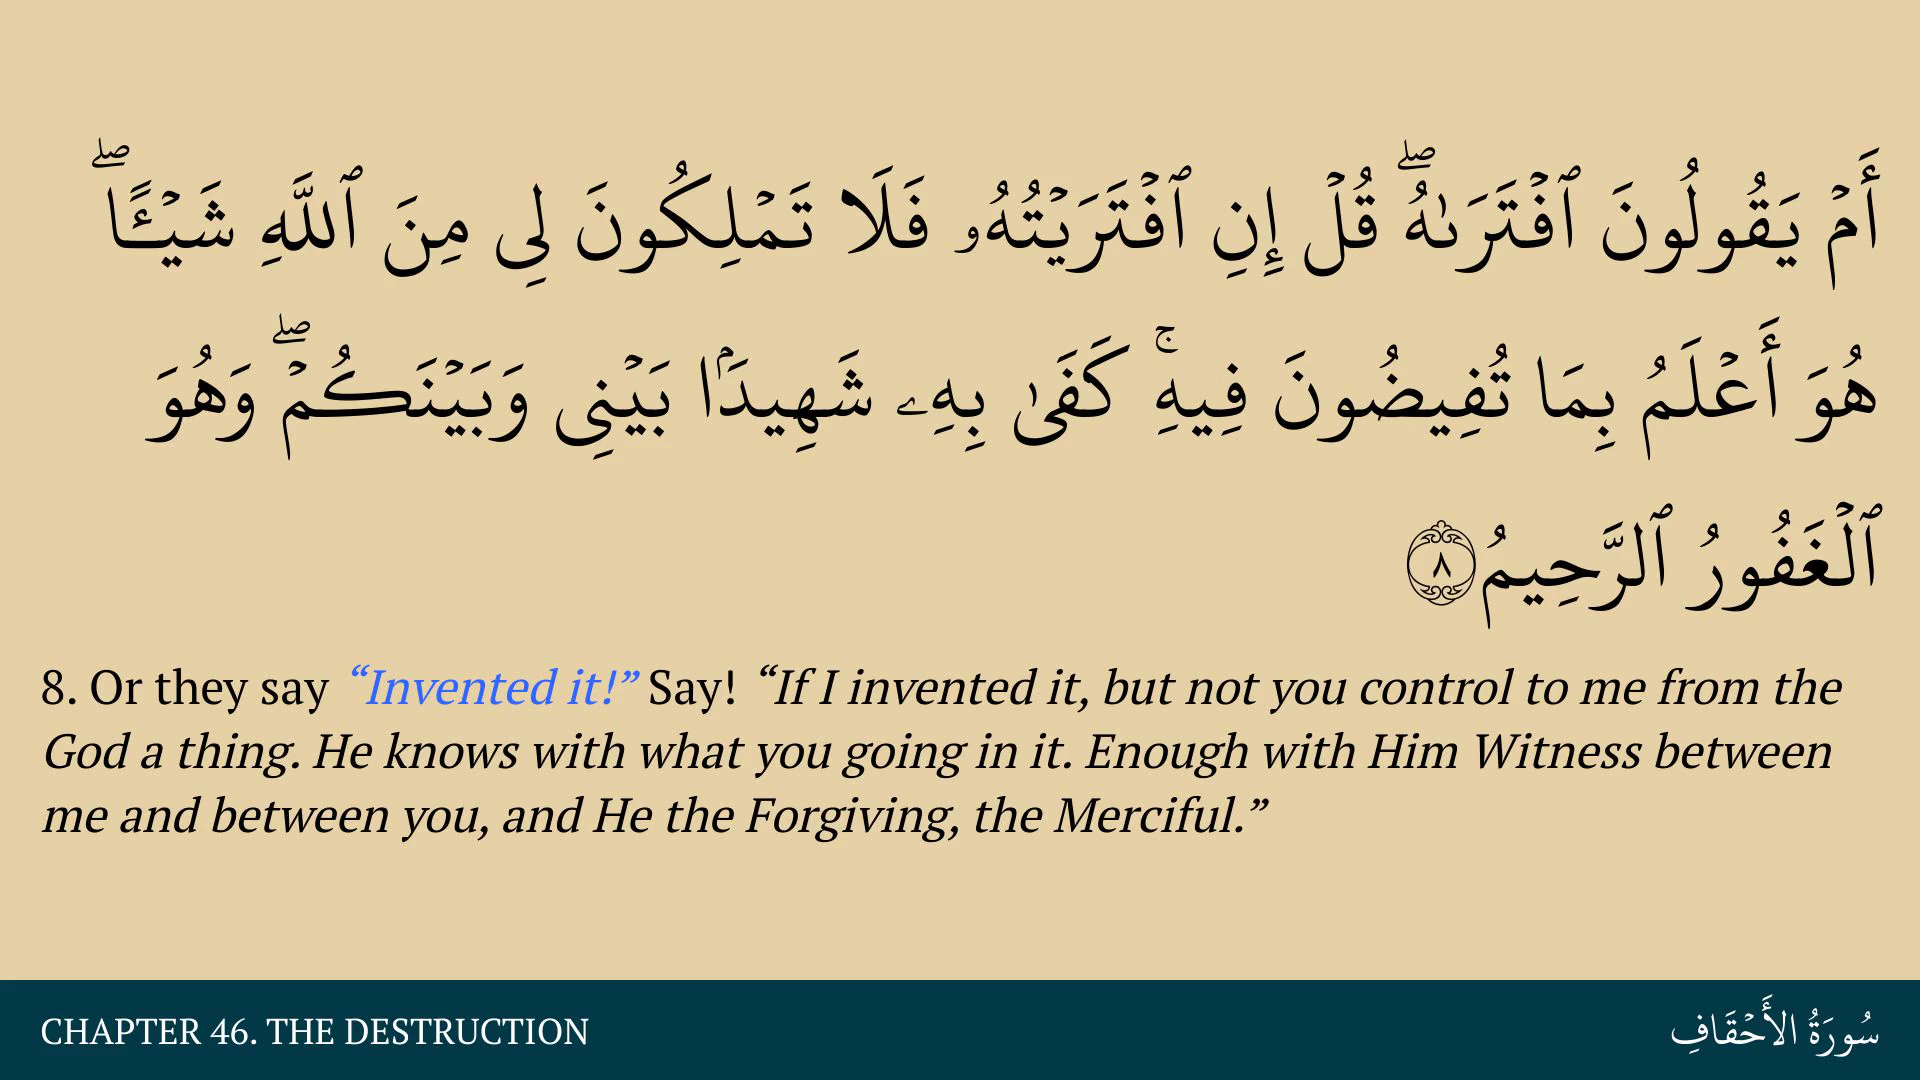 أَمْ يَقُولُونَ ٱفْتَرَىٰهُ ۖ قُلْ إِنِ ٱفْتَرَيْتُهُۥ فَلَا تَمْلِكُونَ لِى مِنَ ٱللَّهِ شَيْـًٔا ۖ
هُوَ أَعْلَمُ بِمَا تُفِيضُونَ فِيهِ ۚ كَفَىٰ بِهِۦ شَهِيدًۢا بَيْنِى وَبَيْنَكُمْ ۖ وَهُوَ
ٱلْغَفُورُ ٱلرَّحِيمُ ٨
8. Or they say “Invented it!” Say! “If I invented it, but not you control to me from the
God a thing. He knows with what you going in it. Enough with Him Witness between
me and between you, and He the Forgiving, the Merciful.”
CHAPTER 46. THE DESTRUCTION
سُورَةُ الأَحْقَافِ